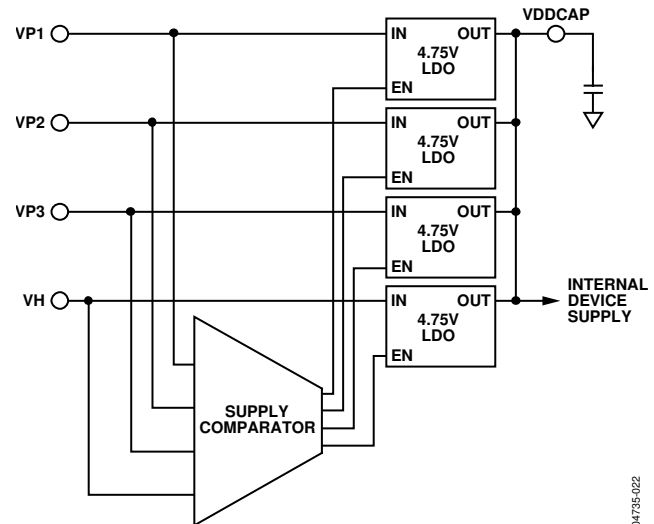 VDDCAP
VP1
IN OUT
4.75V
LDO
EN
VP2
IN OUT
4.75V
LDO
EN
VP3
IN OUT
4.75V
LDO
EN
VH
IN OUT
4.75V
LDO
EN
INTERNAL
DEVICE
SUPPLY
SUPPLY
COMPARATOR
04735-022